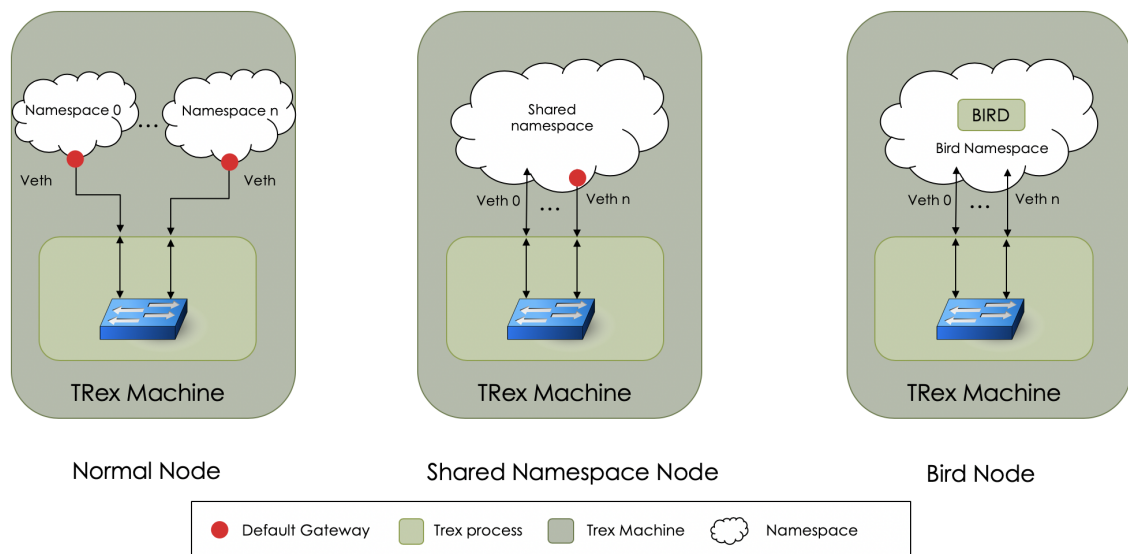 Namespace 0
Namespace n
...
Veth
Veth
TRex Machine
Normal Node
Shared
namespace
Veth 0
...
Veth n
TRex Machine
Shared Namespace Node
BIRD
Bird Namespace
Veth 0
...
Veth n
TRex Machine
Bird Node
Default Gateway
Trex process
Trex Machine
Namespace